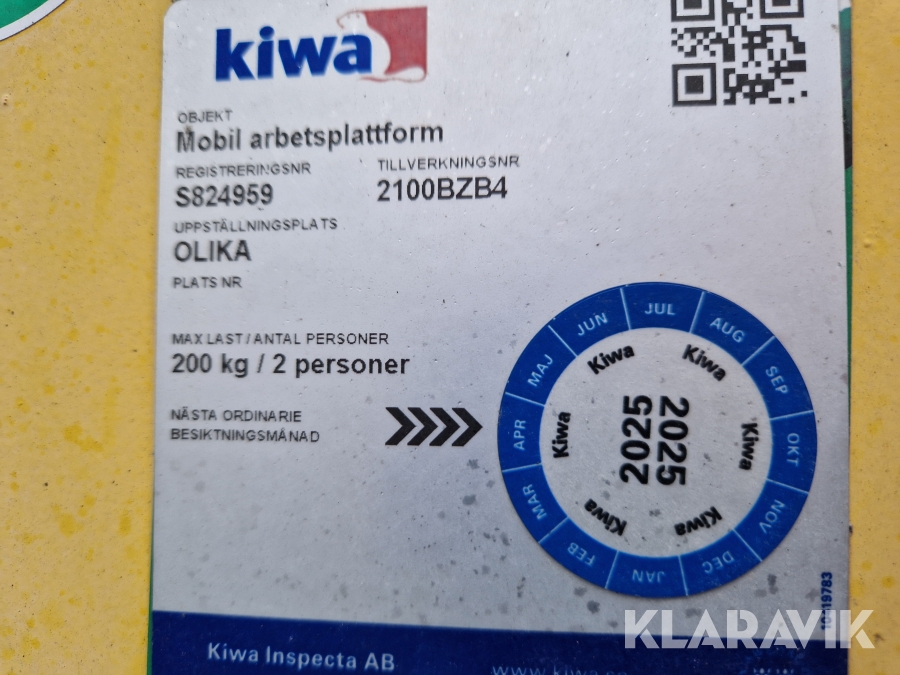 kiwa
OBJEKT
Mobil arbetsplattform
REGISTRERINGSNR TILLVERKNINGSNR
S824959 2100BZB4
UPPSTÄLLNINGSPLATS
OLIKA
PLATS NR
MAX LAST / ANTAL PERSONER
200 kg / 2 personer
NÄSTA ORDINARIE
BESIKTNINGSMÅNAD
JAN FEB MAR APR MAJ JUN JUL AUG SEP OKT NOV DEC
Kiwa Kiwa Kiwa Kiwa Kiwa Kiwa
2025 2025
KLARAVIK
Kiwa Inspecta AB